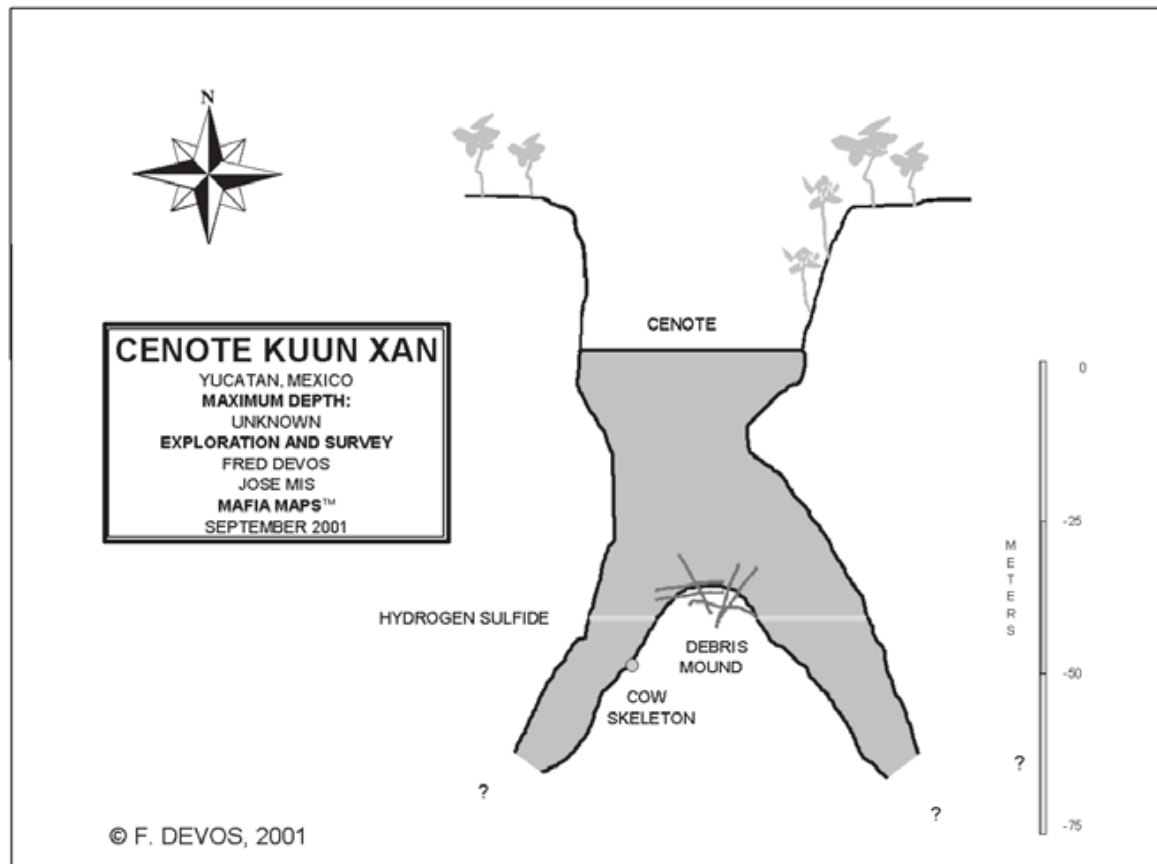 N
CENOTE KUUN XAN
YUCATAN, MEXICO
MAXIMUM DEPTH:
UNKNOWN
EXPLORATION AND SURVEY
FRED DEVOS
JOSE MIS
MAFIA MAPS™
SEPTEMBER 2001
CENOTE
HYDROGEN SULFIDE
DEBRIS
MOUND
COW
SKELETON
?
?
?
0
-25
METERS
-50
-75
© F. DEVOS, 2001